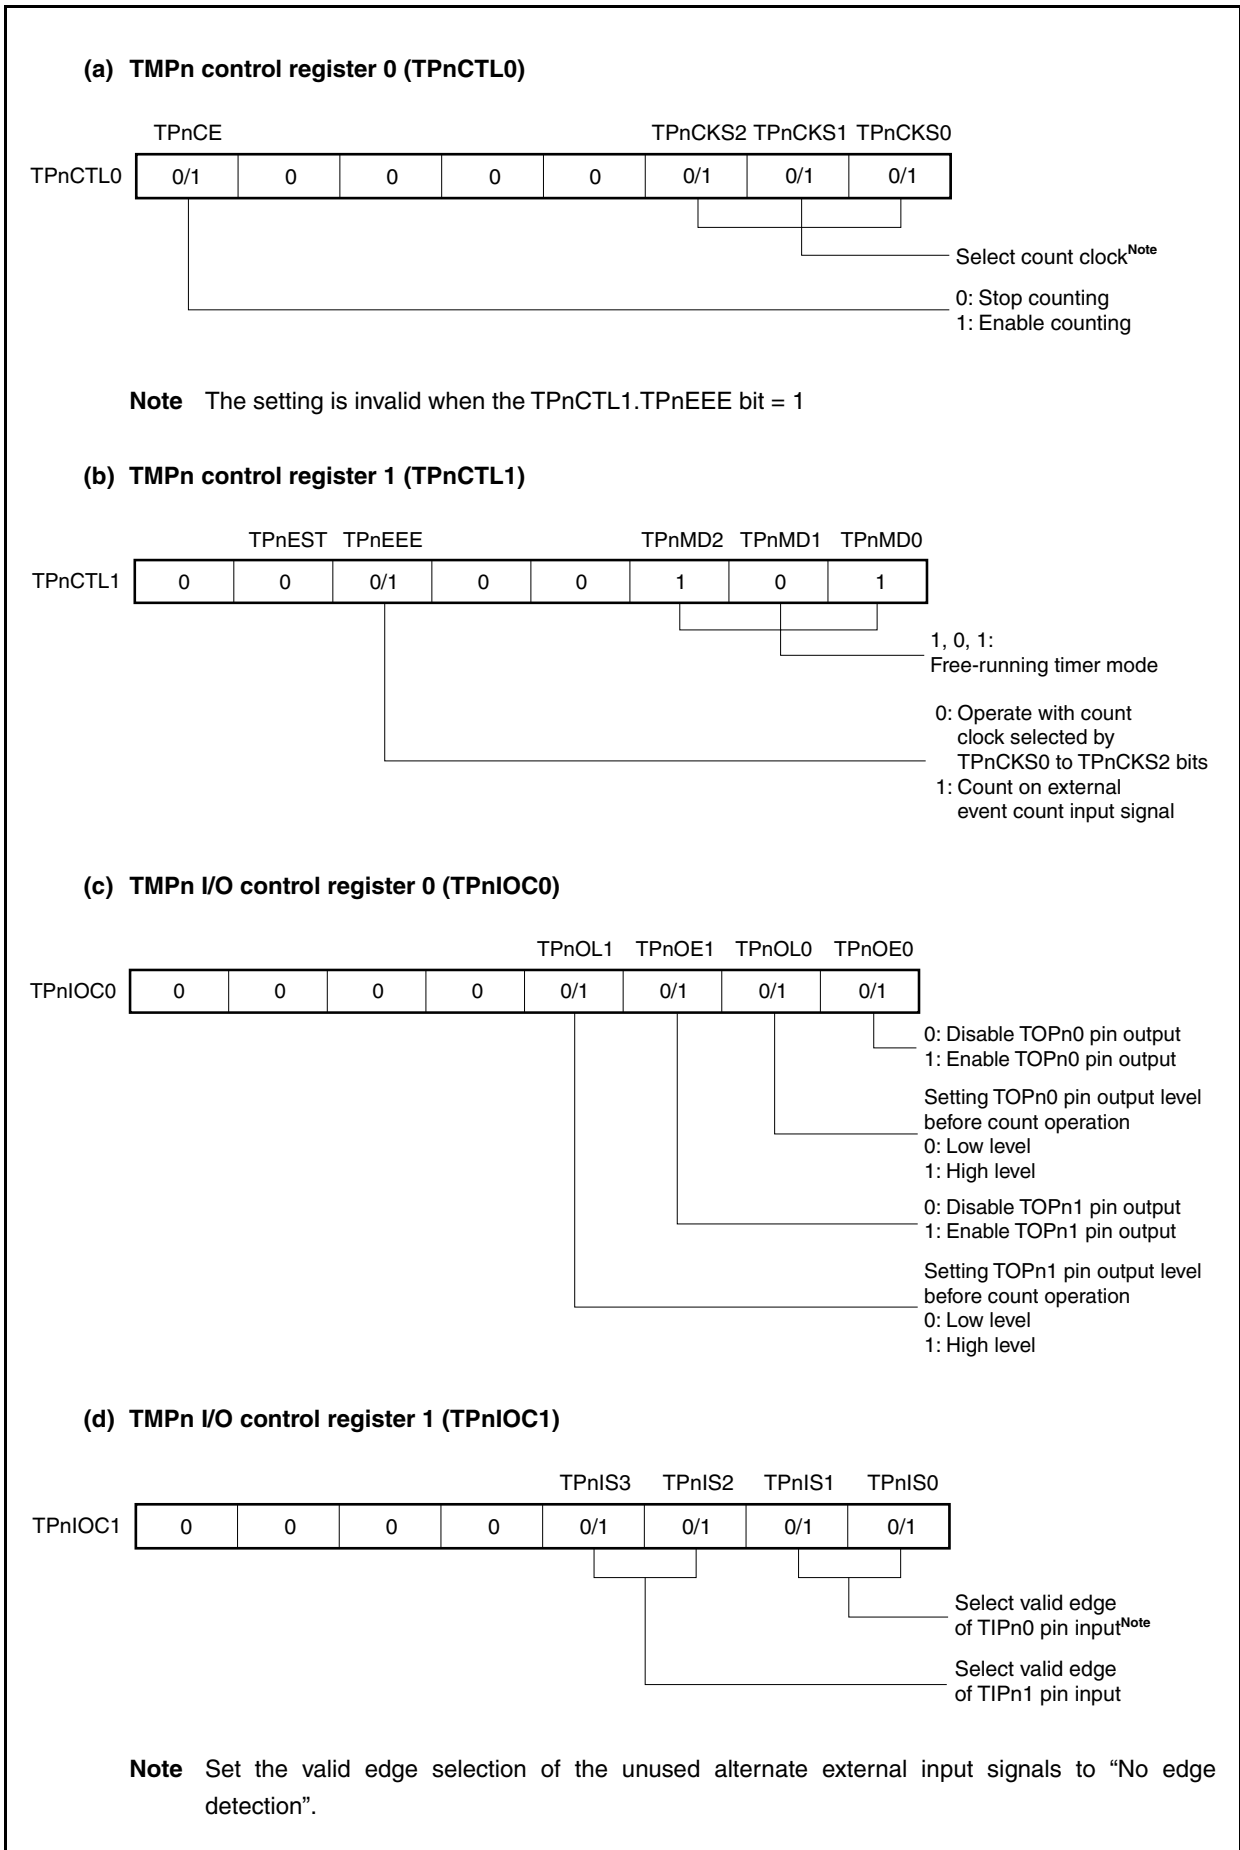 (a) TMPn control register 0 (TPnCTL0)
TPnCE TPnCKS2 TPnCKS1 TPnCKS0
TPnCTL0 0/1 0 0 0 0 0/1 0/1 0/1
Select count clockNote
0: Stop counting
1: Enable counting
Note The setting is invalid when the TPnCTL1.TPnEEE bit = 1
(b) TMPn control register 1 (TPnCTL1)
TPnEST TPnEEE TPnMD2 TPnMD1 TPnMD0
TPnCTL1 0 0 0/1 0 0 1 0 1
1, 0, 1:
Free-running timer mode
0: Operate with count
clock selected by
TPnCKS0 to TPnCKS2 bits
1: Count on external
event count input signal
(c) TMPn I/O control register 0 (TPnIOC0)
TPnOL1 TPnOE1 TPnOL0 TPnOE0
TPnIOC0 0 0 0 0 0/1 0/1 0/1 0/1
0: Disable TOPn0 pin output
1: Enable TOPn0 pin output
Setting TOPn0 pin output level
before count operation
0: Low level
1: High level
0: Disable TOPn1 pin output
1: Enable TOPn1 pin output
Setting TOPn1 pin output level
before count operation
0: Low level
1: High level
(d) TMPn I/O control register 1 (TPnIOC1)
TPnIS3 TPnIS2 TPnIS1 TPnIS0
TPnIOC1 0 0 0 0 0/1 0/1 0/1 0/1
Select valid edge
of TIPn0 pin inputNote
Select valid edge
of TIPn1 pin input
Note Set the valid edge selection of the unused alternate external input signals to “No edge
detection”.